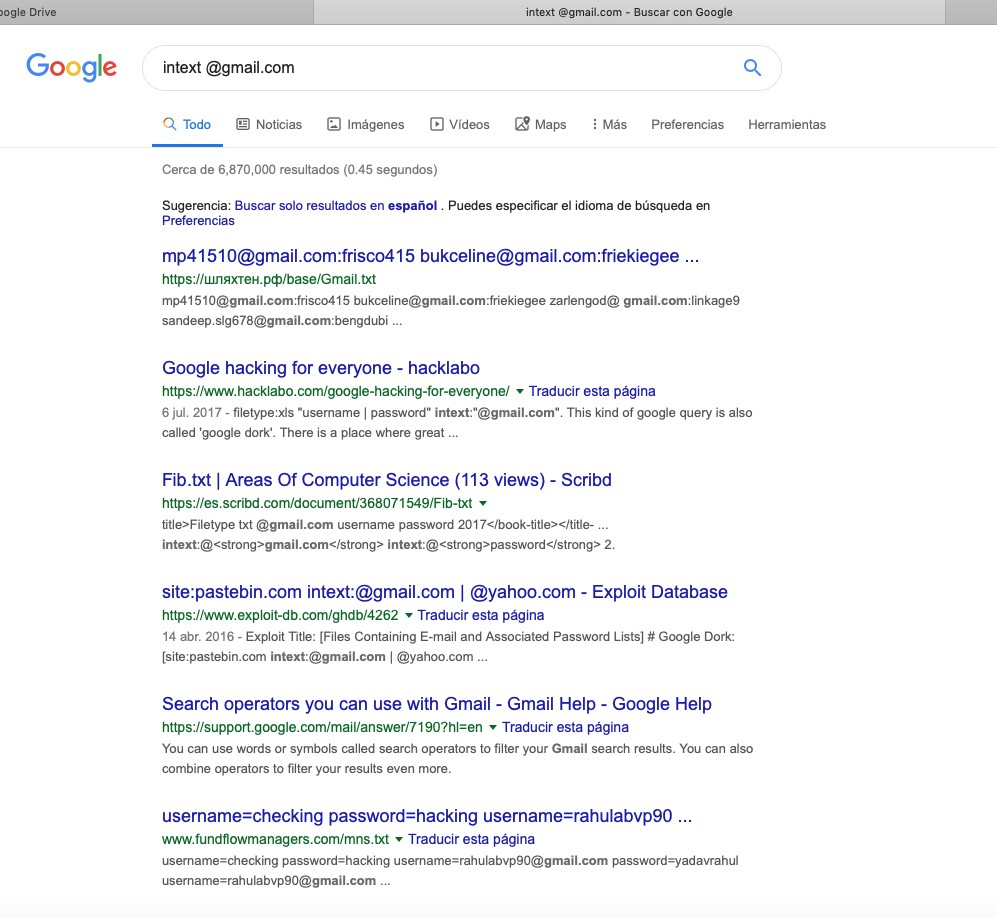 oogle Drive
intext @gmail.com - Buscar con Google
Google
intext @gmail.com
Todo Noticias Imágenes Vídeos Maps Más Preferencias Herramientas
Cerca de 6,870,000 resultados (0.45 segundos)
Sugerencia: Buscar solo resultados en español . Puedes especificar el idioma de búsqueda en
Preferencias
mp41510@gmail.com:frisco415 bukceline@gmail.com:friekiegee ...
https://шляхтен.рф/base/Gmail.txt
mp41510@gmail.com:frisco415 bukceline@gmail.com:friekiegee zarlengod@ gmail.com:linkage9
sandeep.slg678@gmail.com:bengdubi ...
Google hacking for everyone - hacklabo
https://www.hacklabo.com/google-hacking-for-everyone/ Traducir esta página
6 jul. 2017 - filetype:xls "username | password" intext:"@gmail.com". This kind of google query is also
called 'google dork'. There is a place where great ...
Fib.txt | Areas Of Computer Science (113 views) - Scribd
https://es.scribd.com/document/368071549/Fib-txt
title>Filetype txt @gmail.com username password 2017</book-title></title- ...
intext:@<strong>gmail.com</strong> intext:@<strong>password</strong> 2.
site:pastebin.com intext:@gmail.com | @yahoo.com - Exploit Database
https://www.exploit-db.com/ghdb/4262 Traducir esta página
14 abr. 2016 - Exploit Title: [Files Containing E-mail and Associated Password Lists] # Google Dork:
[site:pastebin.com intext:@gmail.com | @yahoo.com ...
Search operators you can use with Gmail - Gmail Help - Google Help
https://support.google.com/mail/answer/7190?hl=en Traducir esta página
You can use words or symbols called search operators to filter your Gmail search results. You can also
combine operators to filter your results even more.
username=checking password=hacking username=rahulabvp90 ...
www.fundflowmanagers.com/mns.txt Traducir esta página
username=checking password=hacking username=rahulabvp90@gmail.com password=yadavrahul
username=rahulabvp90@gmail.com ...